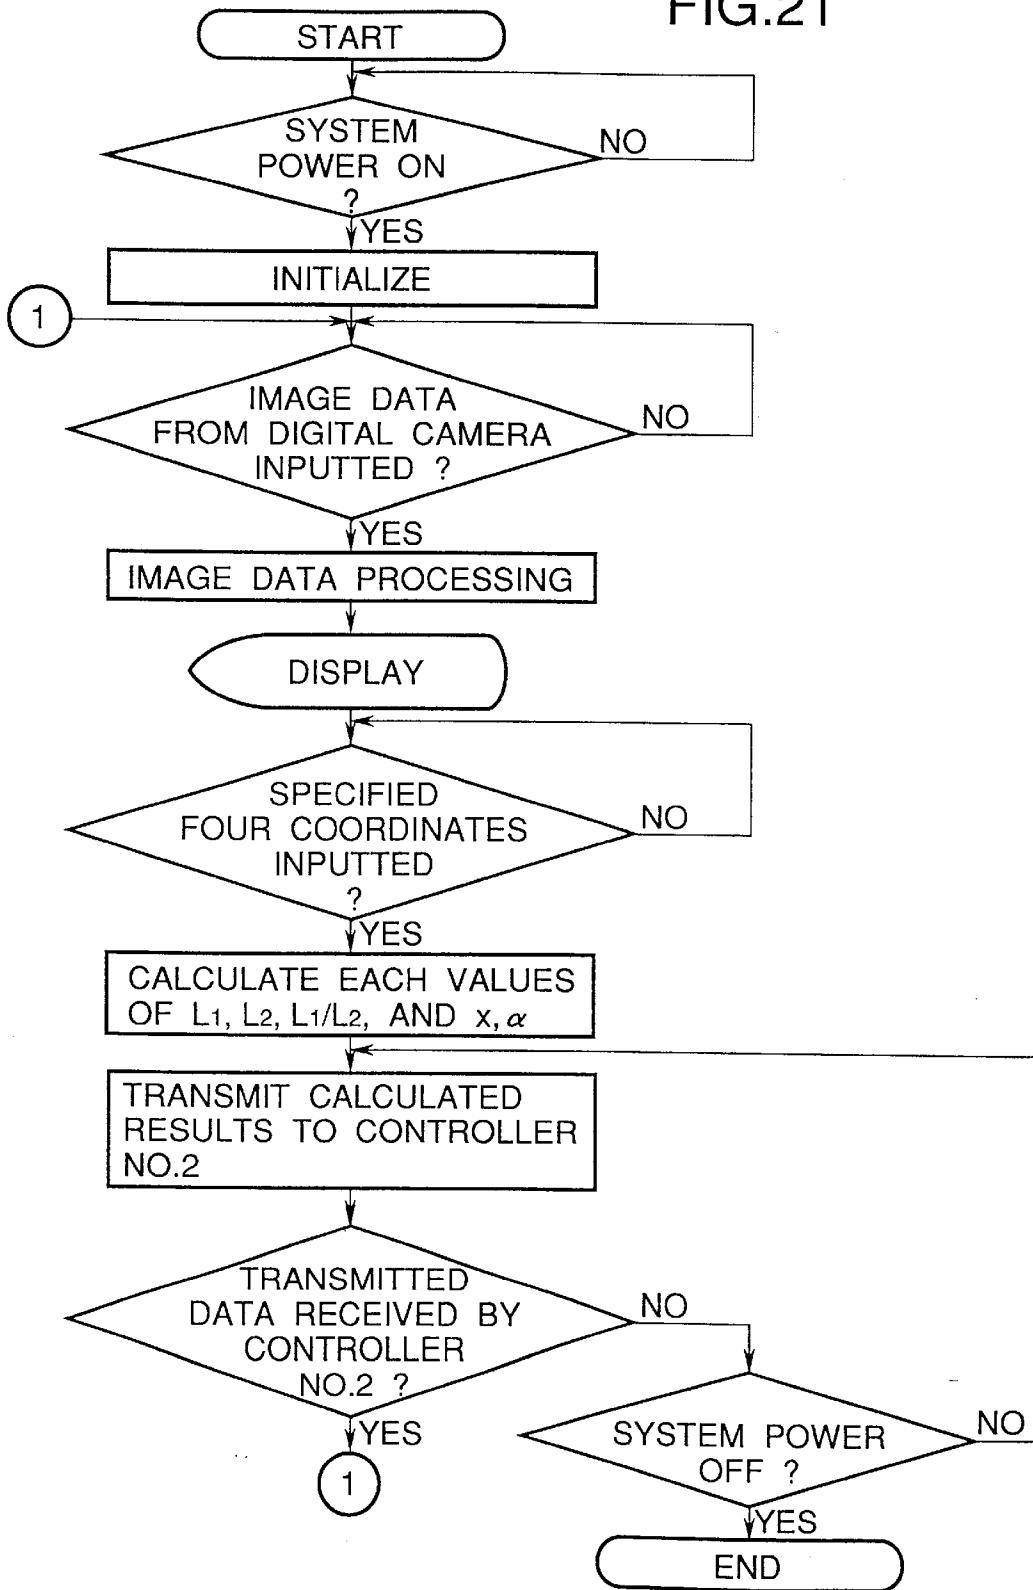 FIG.21
START
SYSTEM
POWER ON
?
NO
YES
INITIALIZE
1
IMAGE DATA
FROM DIGITAL CAMERA
INPUTTED ?
NO
YES
IMAGE DATA PROCESSING
DISPLAY
SPECIFIED
FOUR COORDINATES
INPUTTED
?
NO
YES
CALCULATE EACH VALUES
OF L1, L2, L1/L2, AND x, α
TRANSMIT CALCULATED
RESULTS TO CONTROLLER
NO.2
TRANSMITTED
DATA RECEIVED BY
CONTROLLER
NO.2 ?
NO
YES
1
SYSTEM POWER
OFF ?
NO
YES
END